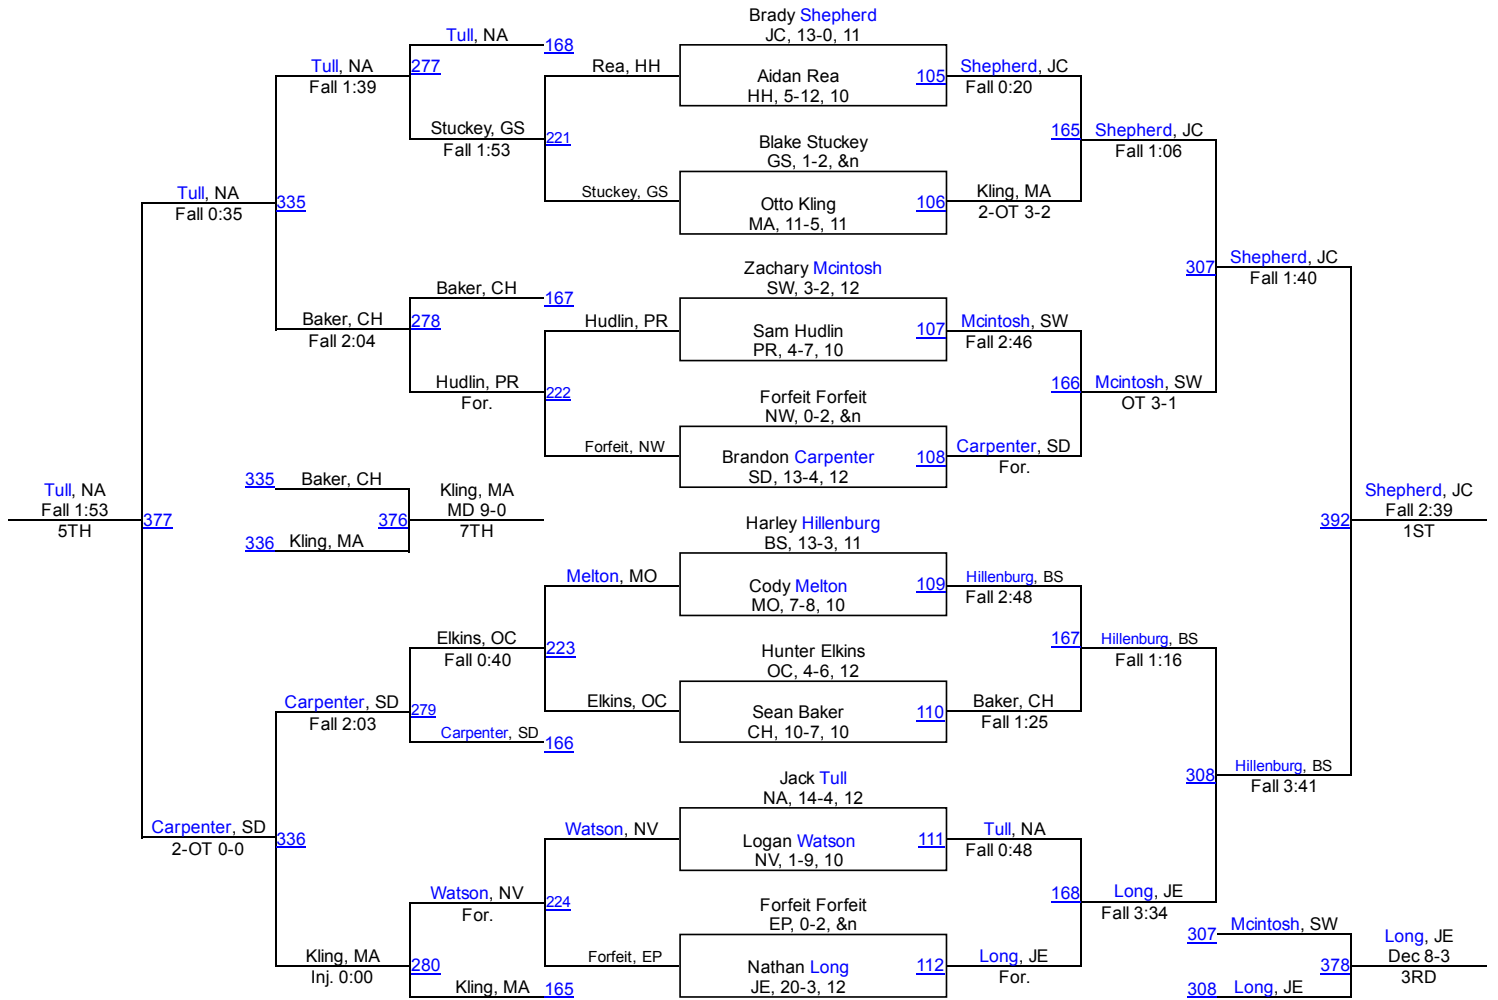 Brady Shepherd
JC, 13-0, 11
Aidan Rea
HH, 5-12, 10
105
Blake Stuckey
GS, 1-2, &n
Otto Kling
MA, 11-5, 11
106
Zachary Mcintosh
SW, 3-2, 12
Sam Hudlin
PR, 4-7, 10
107
Forfeit Forfeit
NW, 0-2, &n
Brandon Carpenter
SD, 13-4, 12
108
Harley Hillenburg
BS, 13-3, 11
Cody Melton
MO, 7-8, 10
109
Hunter Elkins
OC, 4-6, 12
Sean Baker
CH, 10-7, 10
110
Jack Tull
NA, 14-4, 12
Logan Watson
NV, 1-9, 10
111
Forfeit Forfeit
EP, 0-2, &n
Nathan Long
JE, 20-3, 12
112
Shepherd, JC
Fall 0:20
165
Kling, MA
2-OT 3-2
Mcintosh, SW
Fall 2:46
166
Carpenter, SD
For.
Hillenburg, BS
Fall 2:48
167
Baker, CH
Fall 1:25
Tull, NA
Fall 0:48
168
Long, JE
For.
Shepherd, JC
Fall 1:06
307
Mcintosh, SW
OT 3-1
Hillenburg, BS
Fall 1:16
308
Long, JE
Fall 3:34
Shepherd, JC
Fall 1:40
392
Hillenburg, BS
Fall 3:41
Shepherd, JC
Fall 2:39
1ST
307
Mcintosh, SW
378
308
Long, JE
Long, JE
Dec 8-3
3RD
Rea, HH
221
Stuckey, GS
Hudlin, PR
222
Forfeit, NW
Melton, MO
223
Elkins, OC
Watson, NV
224
Forfeit, EP
Tull, NA
168
277
Stuckey, GS
Fall 1:53
Baker, CH
167
278
Hudlin, PR
For.
Elkins, OC
Fall 0:40
279
Carpenter, SD
166
Watson, NV
For.
280
Kling, MA
165
Tull, NA
Fall 1:39
335
Baker, CH
Fall 2:04
Carpenter, SD
Fall 2:03
336
Kling, MA
Inj. 0:00
Tull, NA
Fall 0:35
377
Carpenter, SD
2-OT 0-0
Tull, NA
Fall 1:53
5TH
335
Baker, CH
376
336
Kling, MA
Kling, MA
MD 9-0
7TH